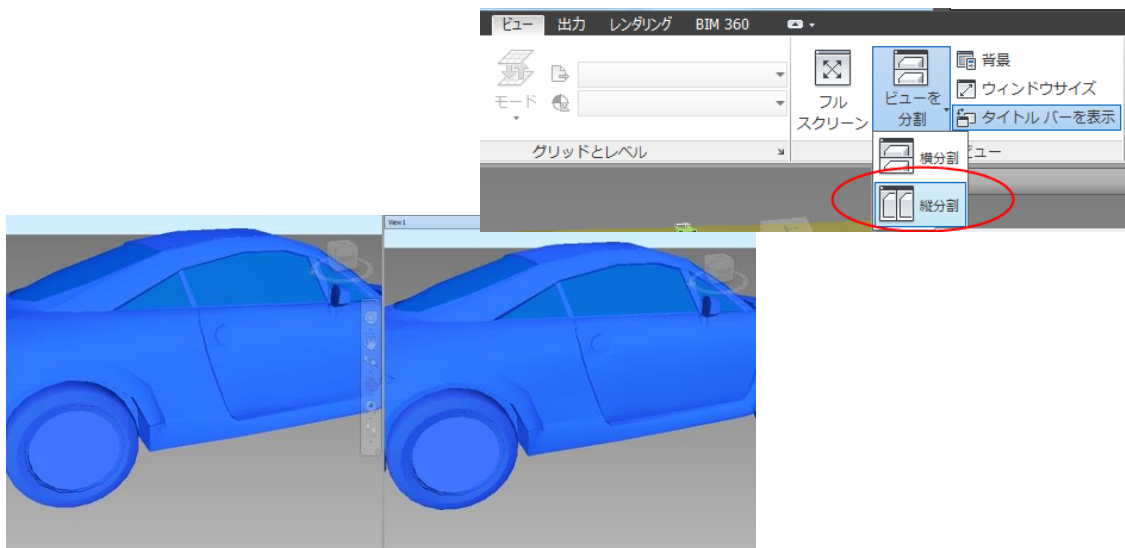 ビュー 出力 レンダリング BIM 360
モード
フル
スクリーン
ビューを
分割
背景
ウィンドウサイズ
タイトル バーを表示
グリッドとレベル
ュー
横分割
縦分割
View1